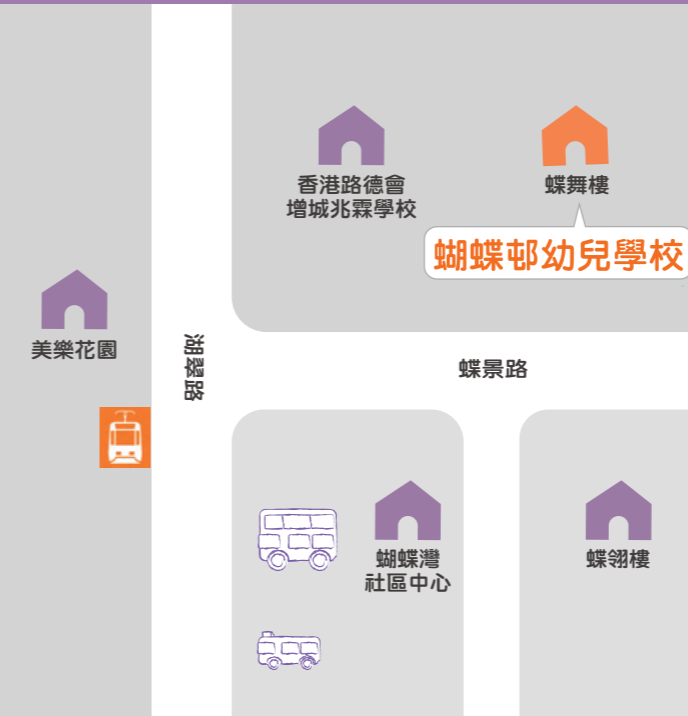 香港路德會
增城兆霖學校
蝶舞樓
蝴蝶邨幼兒學校
美樂花園
湖翠路
蝶景路
蝴蝶灣
社區中心
蝶翎樓